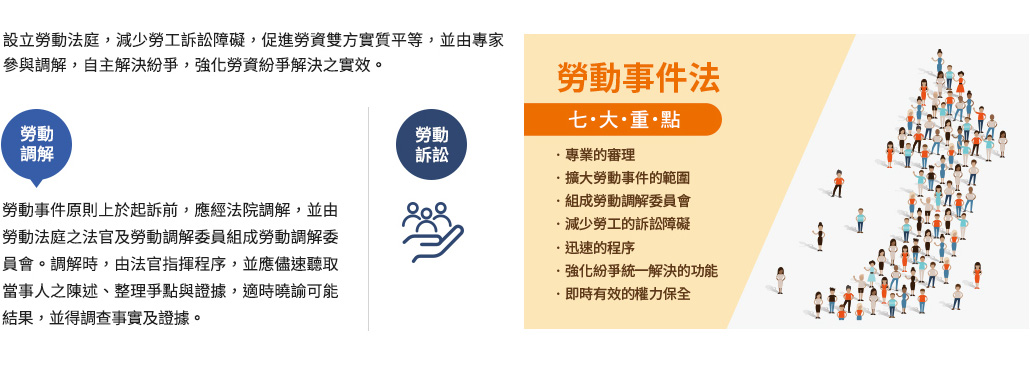 設立勞動法庭，減少勞工訴訟障礙，促進勞資雙方實質平等，並由專家
參與調解，自主解決紛爭，強化勞資紛爭解決之實效。
勞動
調解
勞動事件原則上於起訴前，應經法院調解，並由
勞動法庭之法官及勞動調解委員組成勞動調解委
員會。調解時，由法官指揮程序，並應儘速聽取
當事人之陳述、整理爭點與證據，適時曉諭可能
結果，並得調查事實及證據。
勞動
訴訟
勞動事件法
七·大·重·點
· 專業的審理
· 擴大勞動事件的範圍
· 組成勞動調解委員會
· 減少勞工的訴訟障礙
· 迅速的程序
· 強化紛爭統一解決的功能
· 即時有效的權力保全